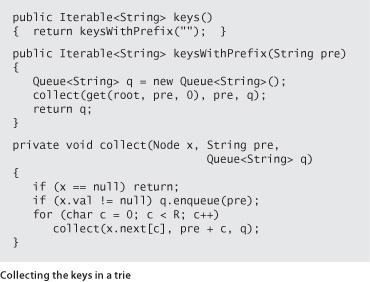 public Iterable<String> keys()
{  return keysWithPrefix("");  }
public Iterable<String> keysWithPrefix(String pre)
{
   Queue<String> q = new Queue<String>();
   collect(get(root, pre, 0), pre, q);
   return q;
}
private void collect(Node x, String pre,
                             Queue<String> q)
{
   if (x == null) return;
   if (x.val != null) q.enqueue(pre);
   for (char c = 0; c < R; c++)
      collect(x.next[c], pre + c, q);
}
Collecting the keys in a trie